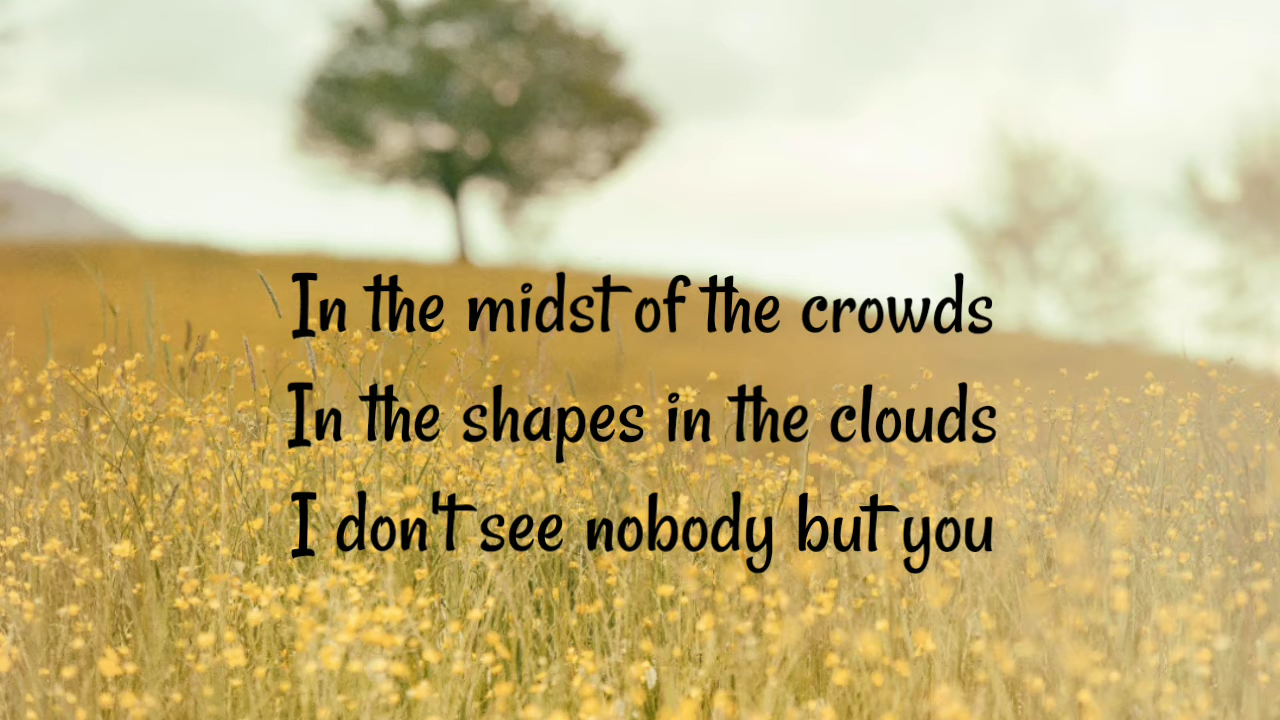 In the midst of the crowds
In the shapes in the clouds
I don't see nobody but you